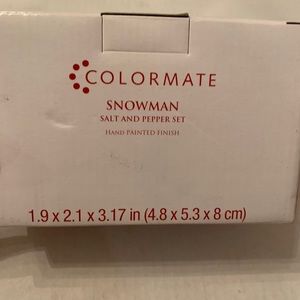 COLORMATE
SNOWMAN
SALT AND PEPPER SET
HAND PAINTED FINISH
1.9 x 2.1 x 3.17 in (4.8 x 5.3 x 8 cm)